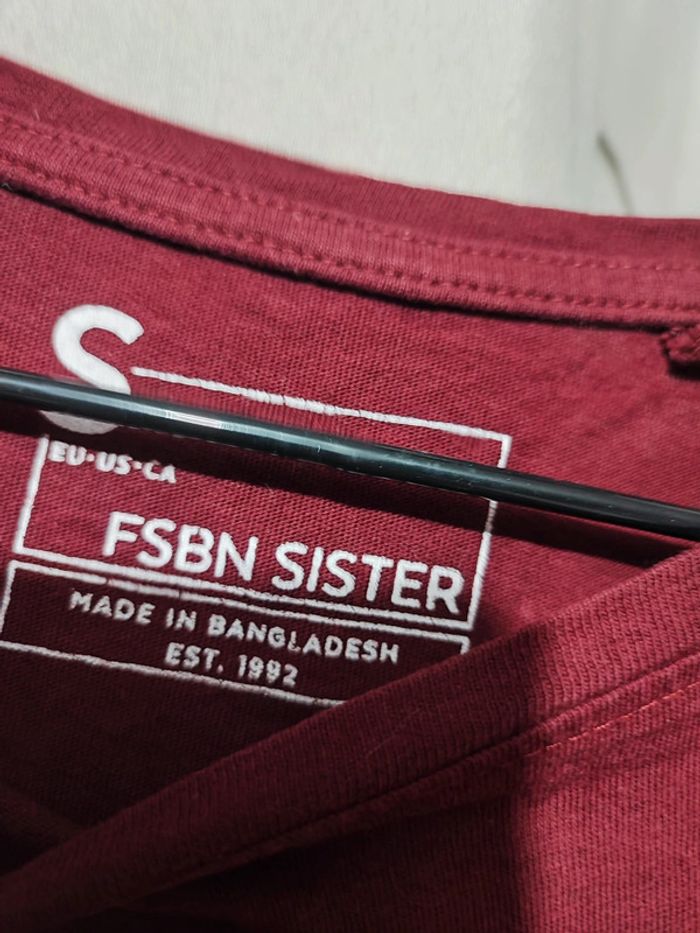 S
EU•US•CA
FSBN SISTER
MADE IN BANGLADESH
EST. 1992